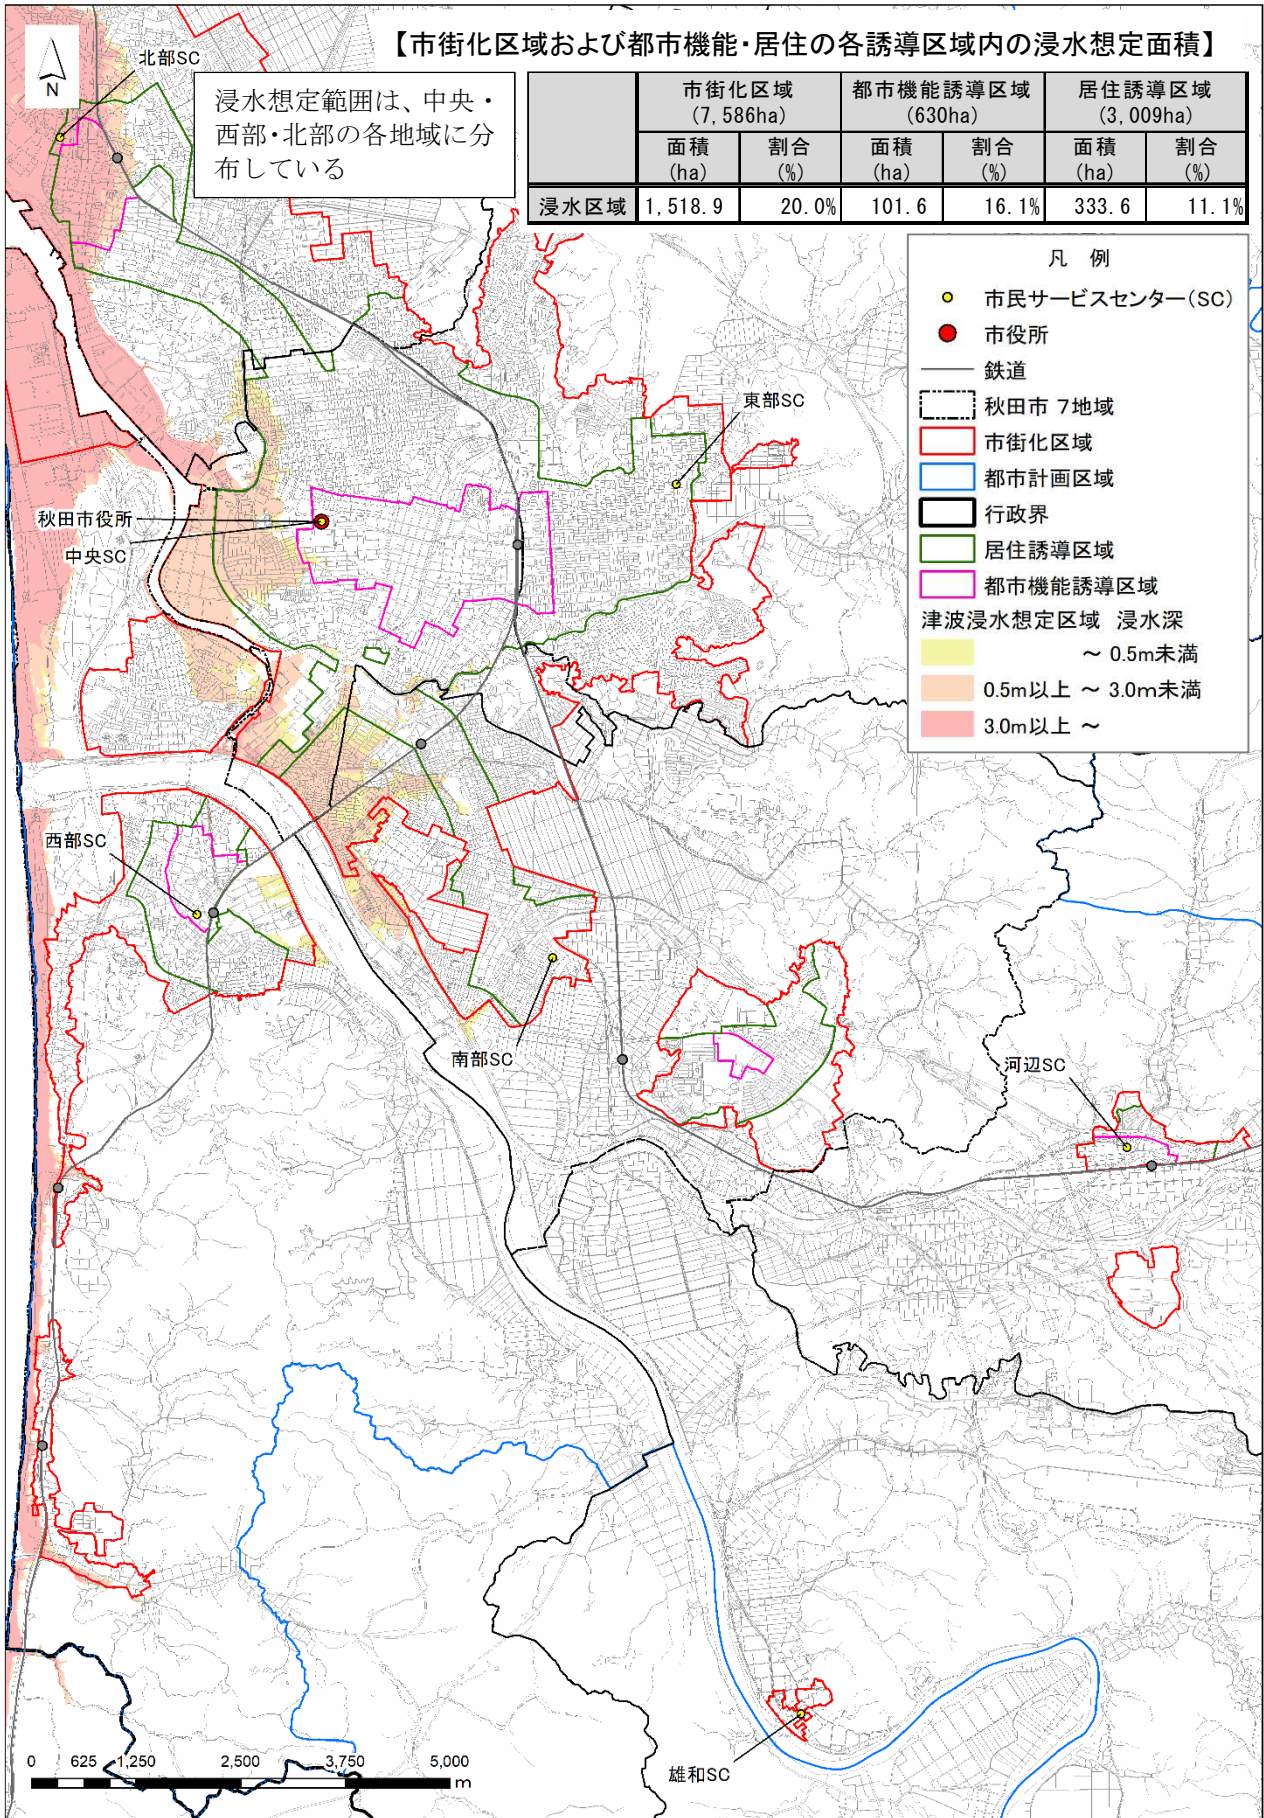 【市街化区域および都市機能・居住の各誘導区域内の浸水想定面積】
N
浸水想定範囲は、中央・
西部・北部の各地域に分
布している
市街化区域 都市機能誘導区域 居住誘導区域
(7,586ha) (630ha) (3,009ha)
面積 割合 面積 割合 面積 割合
(ha) (%) (ha) (%) (ha) (%)
浸水区域 1,518.9 20.0% 101.6 16.1% 333.6 11.1%
凡 例
市民サービスセンター(SC)
市役所
鉄道
秋田市 7地域
市街化区域
都市計画区域
行政界
居住誘導区域
都市機能誘導区域
津波浸水想定区域 浸水深
～ 0.5m未満
0.5m以上 ～ 3.0m未満
3.0m以上 ～
北部SC
東部SC
秋田市役所
中央SC
西部SC
南部SC
河辺SC
雄和SC
0 625 1,250 2,500 3,750 5,000
m